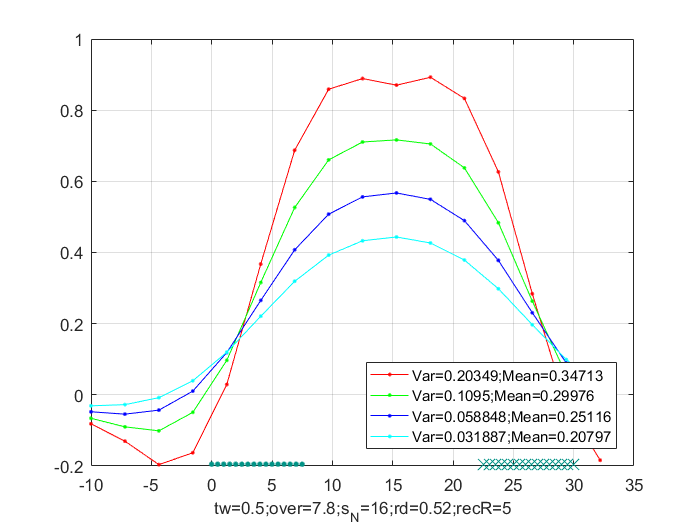 1
0.8
0.6
0.4
0.2
0
-0.2
Var=0.20349;Mean=0.34713
Var=0.1095;Mean=0.29976
Var=0.058848;Mean=0.25116
Var=0.031887;Mean=0.20797
-10 -5 0 5 10 15 20 25 30 35
tw=0.5;over=7.8;s_N=16;rd=0.52;recR=5